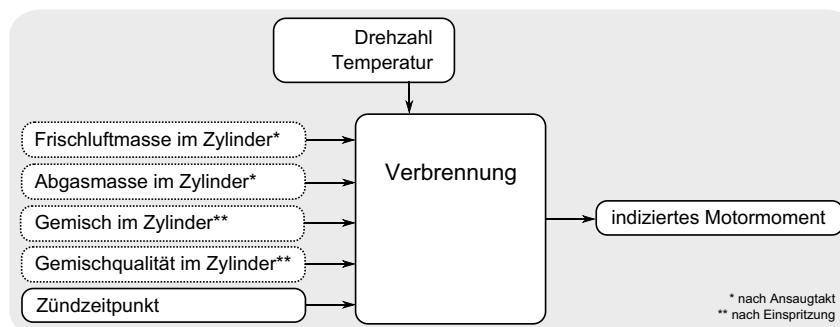 Drehzahl
Temperatur
Frischluftmasse im Zylinder*
Abgasmasse im Zylinder*
Gemisch im Zylinder**
Gemischqualität im Zylinder**
Zündzeitpunkt
Verbrennung
indiziertes Motormoment
* nach Ansaugtakt
** nach Einspritzung